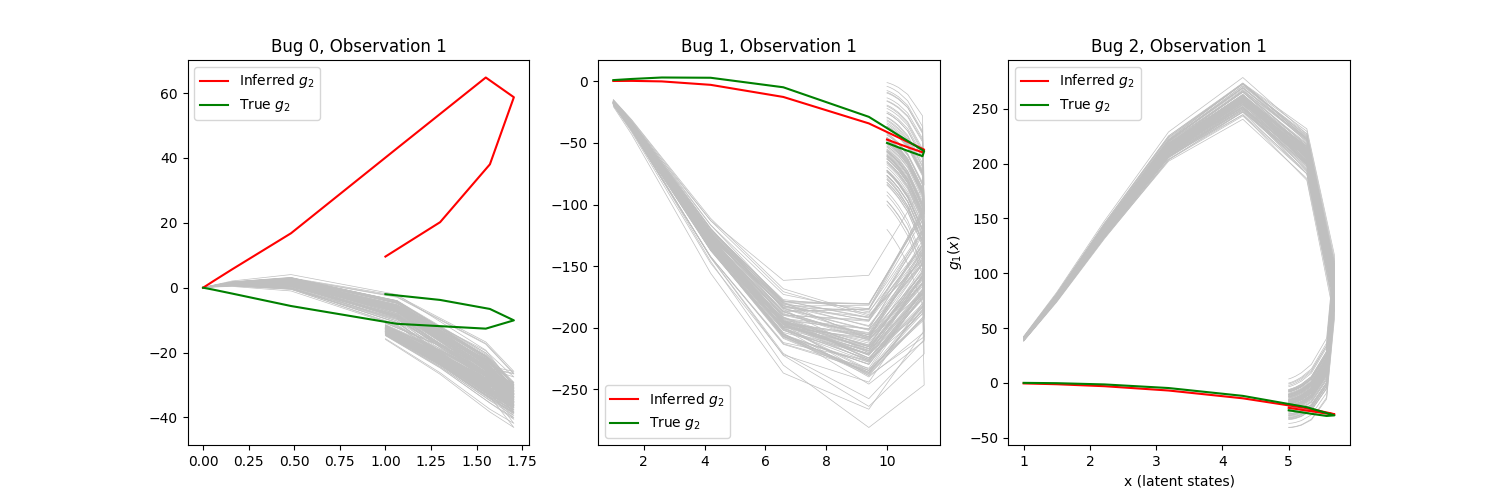 Bug 0, Observation 1
Inferred g₂
True g₂
60
40
20
0
−20
−40
0.00 0.25 0.50 0.75 1.00 1.25 1.50 1.75
Bug 1, Observation 1
0
−50
−100
−150
−200
−250
Inferred g₂
True g₂
2 4 6 8 10
Bug 2, Observation 1
Inferred g₂
True g₂
g₁(x)
250
200
150
100
50
0
−50
1 2 3 4 5
x (latent states)